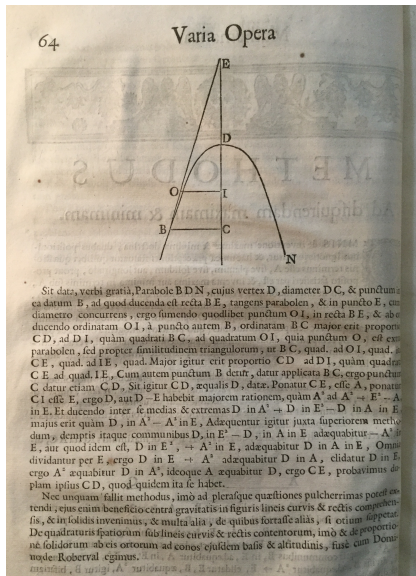 64
Varia Opera
E
D
O
I
B
C
N
METHODUS
Ad disquirendam maximam & minimam.
Sit data, verbi gratiâ, Parabole B D N, cujus vertex D, diameter D C, & punctum
ea datum B, ad quod ducenda est recta B E, tangens parabolen, & in puncto E, cum
diametro concurrens, ergo sumendo quodlibet punctum O I, in recta B E, & ab
ducendo ordinatam O I, à puncto autem B, ordinatam B C major erit proportio
C D, ad D I, quàm quadrati B C, ad quadratum O I, quia punctum O, est extra
parabolen, sed propter similitudinem triangulorum, ut B C, quad. ad O I, quad. ita
C E, quad. ad I E, quad. Major igitur erit proportio C D ad D I, quàm quadrati
C E ad quad. I E, Cum autem punctum B detur, datur applicata B C, ergo punctum
C datur etiam C D, Sit igitur C D, æqualis D, datæ. Ponatur C E, esse A, ponatur
C I esse E, ergo D, aut D — E habebit majorem rationem, quàm A² ad A² + E² — A
in E. Et ducendo inter se medias & extremas D in A² + D in E² — D in A in E
majus erit quàm D, in A² — A² in E, Adæquentur igitur juxta superiorem metho-
dum, demptis itaque communibus D, in E² — D, in A in E adæquabitur — A² in
E, aut quod idem est, D in E², + A² in E, adæquabitur D in A in E, Omnia
dividantur per E, ergo D in E + A² adæquabitur D in A in, elidatur D in E,
ergo A² æquabitur D in A², ideoque A æquabitur D, ergo C E, probavimus du-
plam ipsius C D, quod quidem ita se habet.
Nec unquam fallit methodus, imò ad plerasque quæstiones pulcherrimas potest ex-
tendi, ejus enim beneficio centra gravitatis in figuris lineis curvis & rectis comprehen-
sis, & in solidis invenimus, & multa alia, de quibus fortasse alias, si otium suppetat.
De quadraturis spatiorum sub lineis curvis & rectis contentorum, imò & de proportio-
ne solidorum ab eis ortorum ad conos ejusdem basis & altitudinis, fusè cum Domi-
no de Roberval egimus.